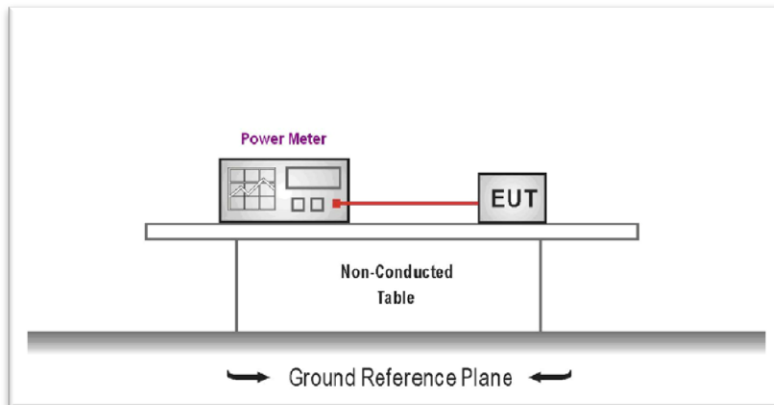 Power Meter
EUT
Non-Conducted
Table
Ground Reference Plane